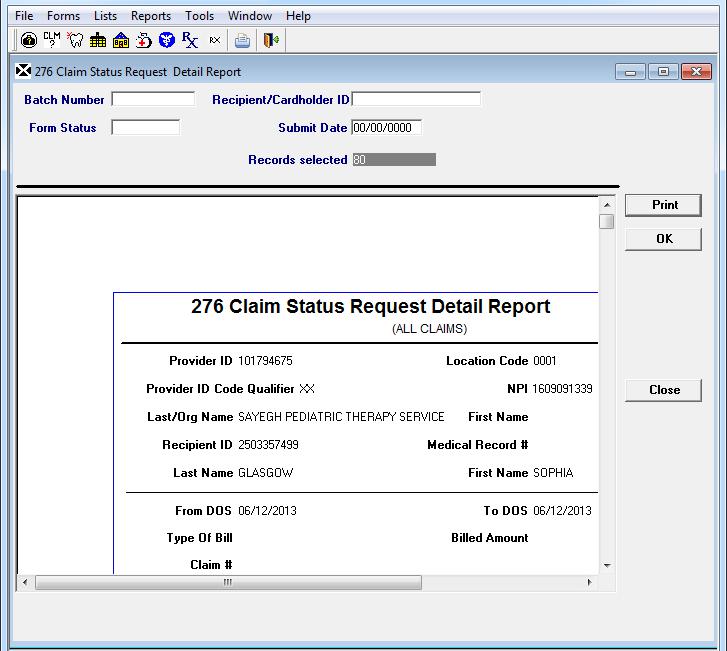 File Forms Lists Reports Tools Window Help
CLM ? Rx RX
276 Claim Status Request Detail Report
Batch Number Recipient/Cardholder ID
Form Status Submit Date 00/00/0000
Records selected 80
Print
OK
Close
276 Claim Status Request Detail Report
(ALL CLAIMS)
Provider ID 101794675 Location Code 0001
Provider ID Code Qualifier XX NPI 1609091339
Last/Org Name SAYEGH PEDIATRIC THERAPY SERVICE First Name
Recipient ID 2503357499 Medical Record #
Last Name GLASGOW First Name SOPHIA
From DOS 06/12/2013 To DOS 06/12/2013
Type Of Bill Billed Amount
Claim #